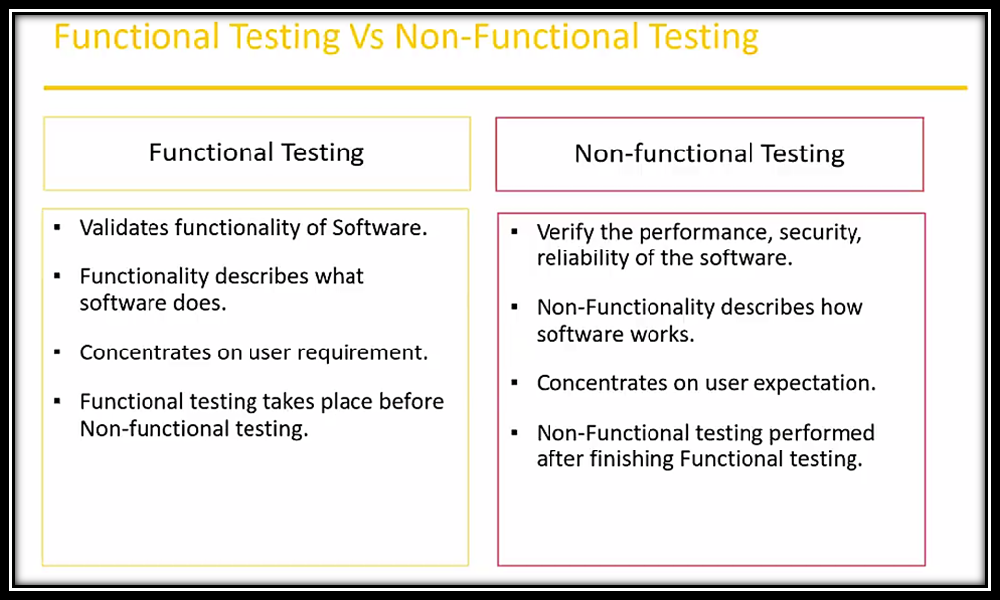 Functional Testing Vs Non-Functional Testing
Functional Testing
▪ Validates functionality of Software.
▪ Functionality describes what
software does.
▪ Concentrates on user requirement.
▪ Functional testing takes place before
Non-functional testing.
Non-functional Testing
▪ Verify the performance, security,
reliability of the software.
▪ Non-Functionality describes how
software works.
▪ Concentrates on user expectation.
▪ Non-Functional testing performed
after finishing Functional testing.